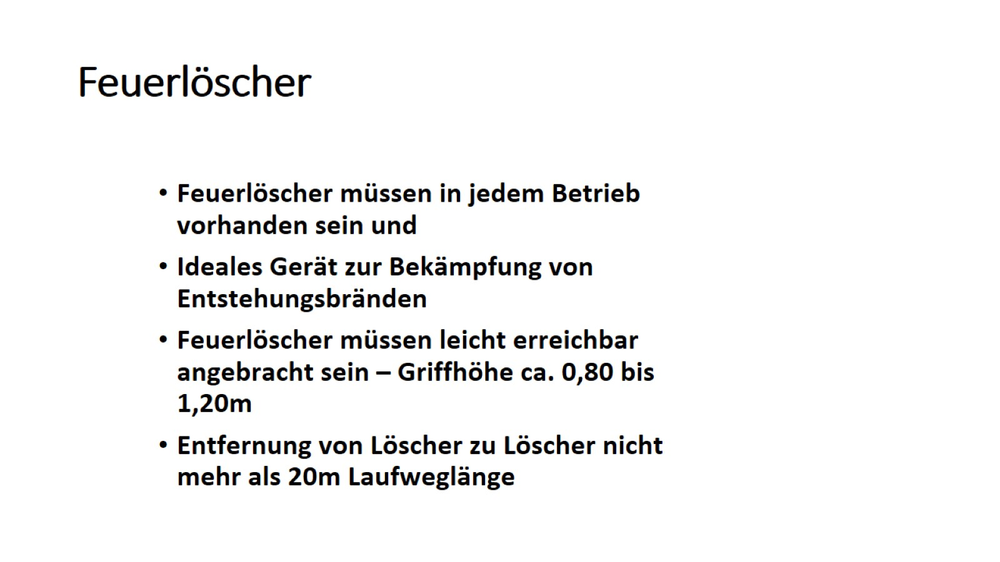 Feuerlöscher
• Feuerlöscher müssen in jedem Betrieb
vorhanden sein und
• Ideales Gerät zur Bekämpfung von
Entstehungsbränden
• Feuerlöscher müssen leicht erreichbar
angebracht sein – Griffhöhe ca. 0,80 bis
1,20m
• Entfernung von Löscher zu Löscher nicht
mehr als 20m Laufweglänge